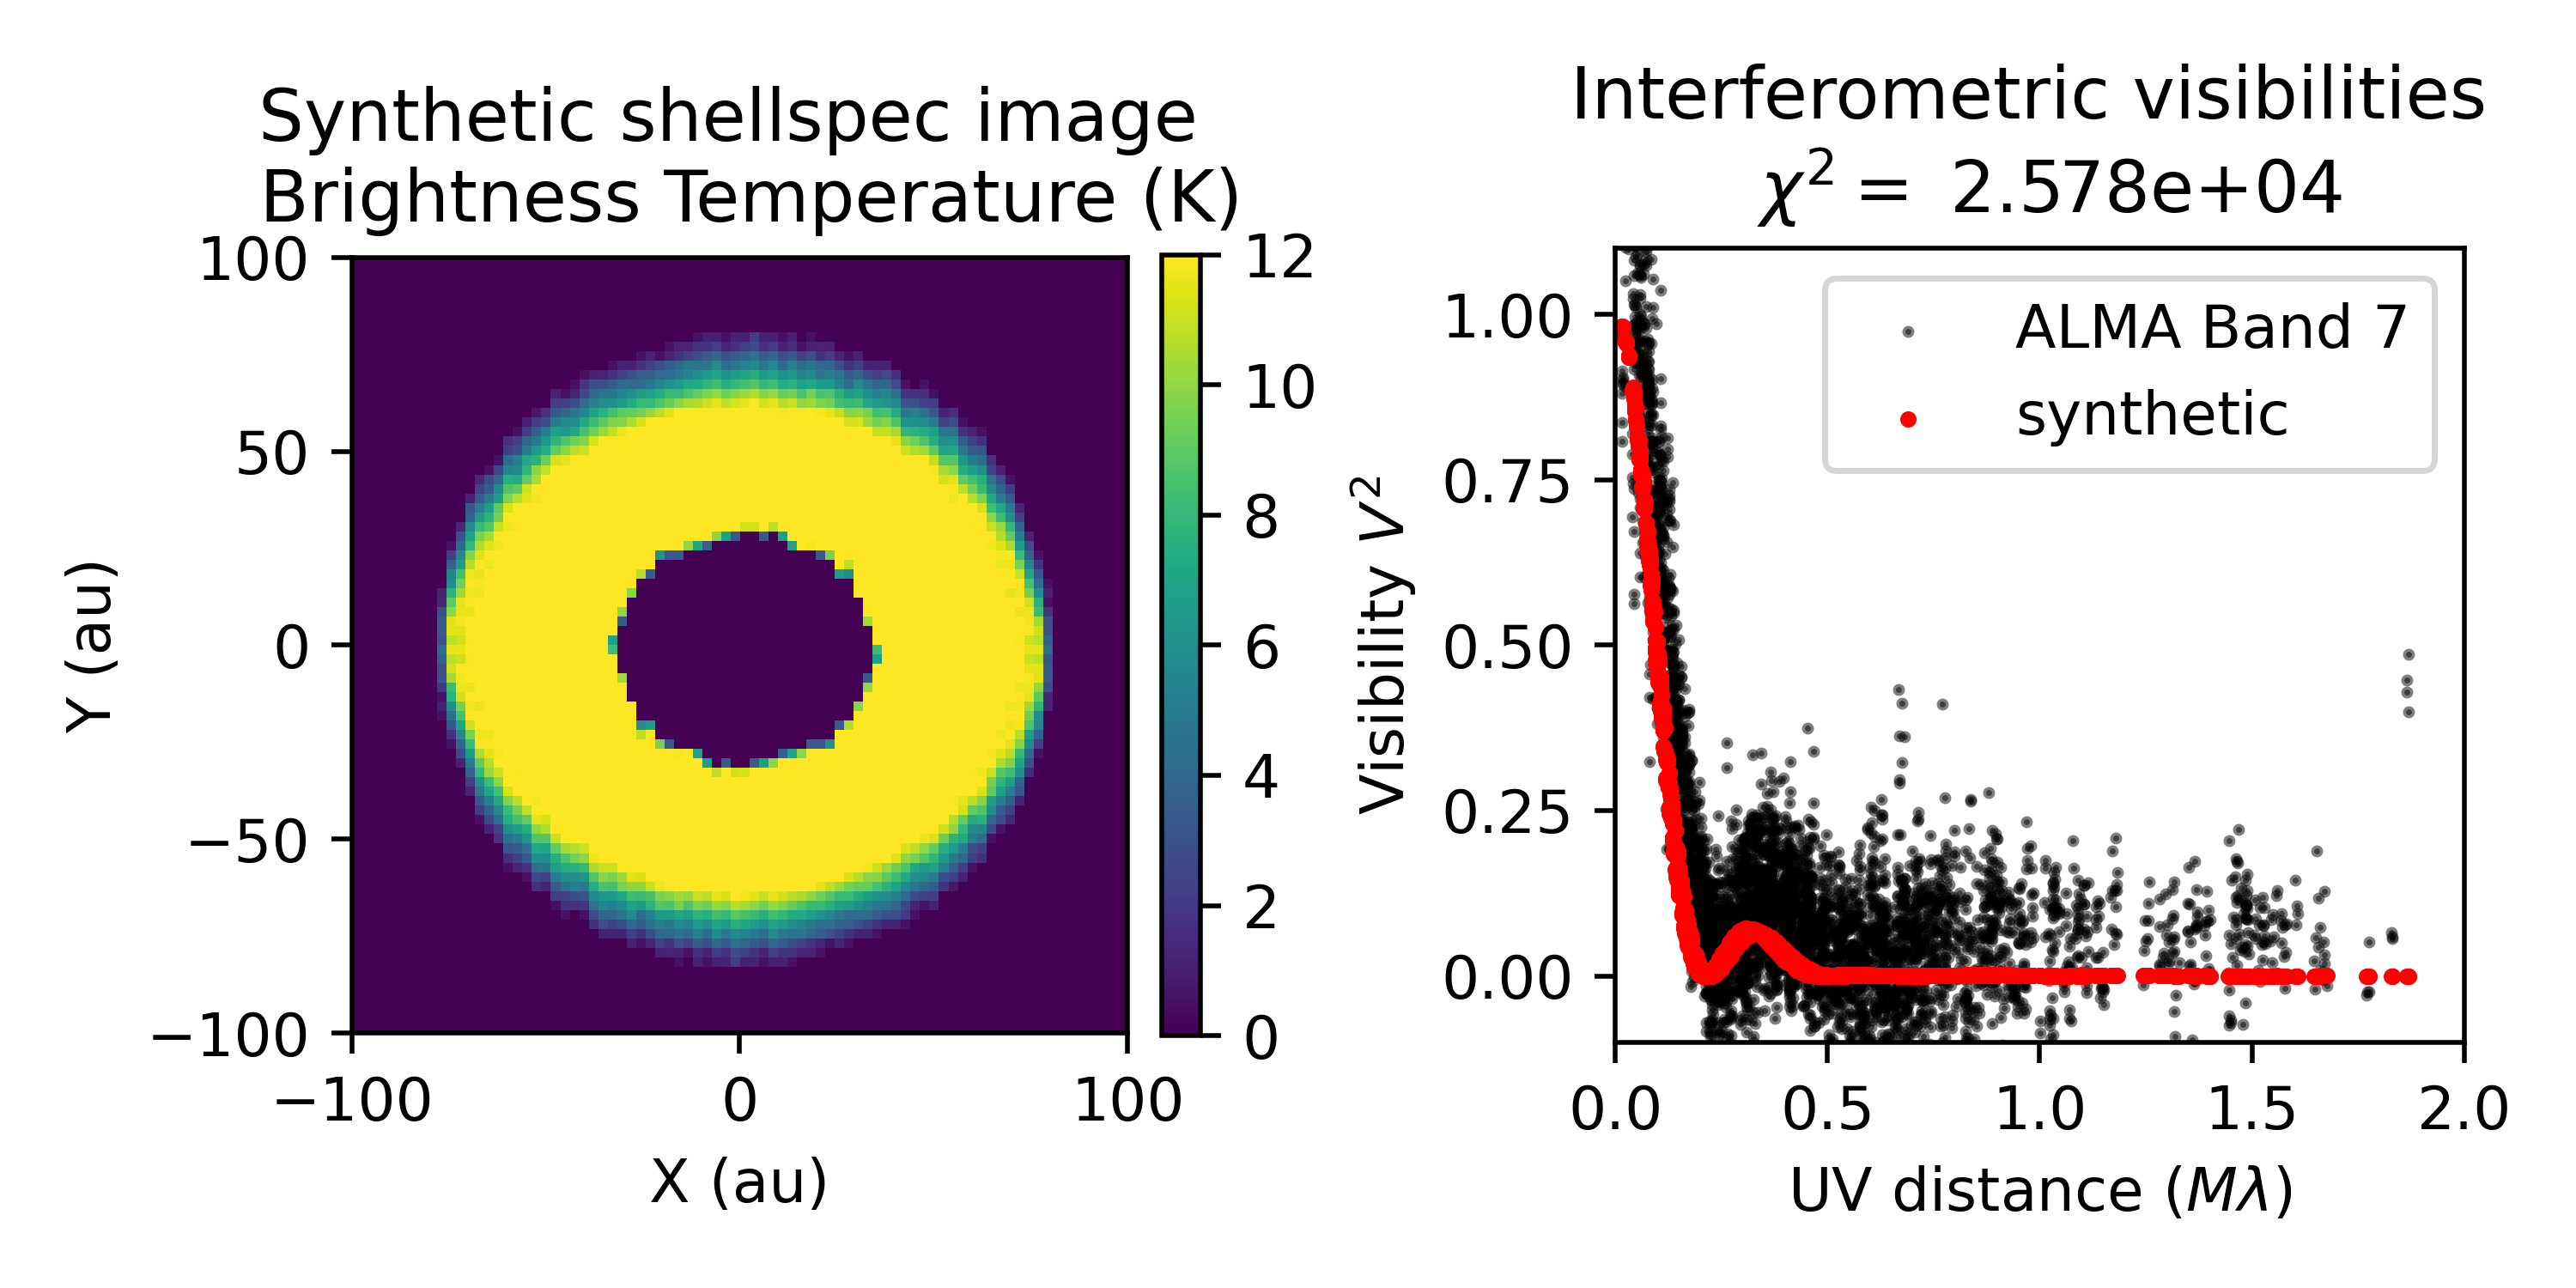 Synthetic shellspec image
Brightness Temperature (K)
100
50
0
−50
−100
Y (au)
−100
0
100
X (au)
12
10
8
6
4
2
0
Interferometric visibilities
χ² = 2.578e+04
ALMA Band 7
synthetic
1.00
0.75
0.50
0.25
0.00
Visibility V²
0.0
0.5
1.0
1.5
2.0
UV distance (Mλ)